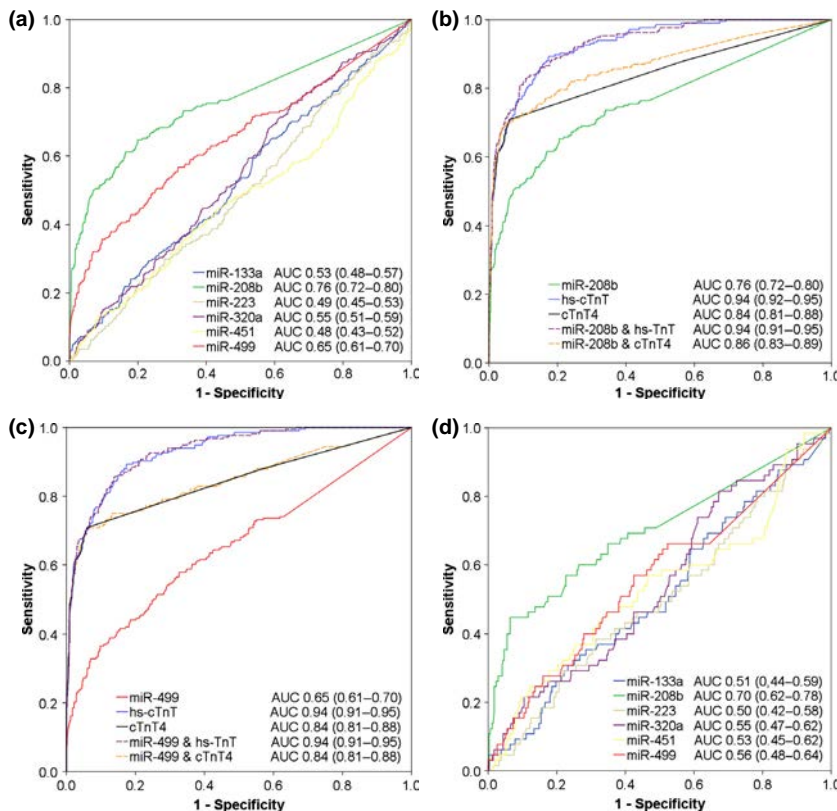 (a)
1.0
0.8
0.6
0.4
0.2
0.0
Sensitivity
miR-133a AUC 0.53 (0.48–0.57)
miR-208b AUC 0.76 (0.72–0.80)
miR-223 AUC 0.49 (0.45–0.53)
miR-320a AUC 0.55 (0.51–0.59)
miR-451 AUC 0.48 (0.43–0.52)
miR-499 AUC 0.65 (0.61–0.70)
0.0 0.2 0.4 0.6 0.8 1.0
1 - Specificity
(b)
1.0
0.8
0.6
0.4
0.2
0.0
Sensitivity
miR-208b AUC 0.76 (0.72–0.80)
hs-cTnT AUC 0.94 (0.92–0.95)
cTnT4 AUC 0.84 (0.81–0.88)
miR-208b & hs-TnT AUC 0.94 (0.91–0.95)
miR-208b & cTnT4 AUC 0.86 (0.83–0.89)
0.0 0.2 0.4 0.6 0.8 1.0
1 - Specificity
(c)
1.0
0.8
0.6
0.4
0.2
0.0
Sensitivity
miR-499 AUC 0.65 (0.61–0.70)
hs-cTnT AUC 0.94 (0.91–0.95)
cTnT4 AUC 0.84 (0.81–0.88)
miR-499 & hs-TnT AUC 0.94 (0.91–0.95)
miR-499 & cTnT4 AUC 0.84 (0.81–0.88)
0.0 0.2 0.4 0.6 0.8 1.0
1 - Specificity
(d)
1.0
0.8
0.6
0.4
0.2
0.0
Sensitivity
miR-133a AUC 0.51 (0,44–0.59)
miR-208b AUC 0.70 (0.62–0.78)
miR-223 AUC 0.50 (0.42–0.58)
miR-320a AUC 0.55 (0.47–0.62)
miR-451 AUC 0.53 (0.45–0.62)
miR-499 AUC 0.56 (0.48–0.64)
0.0 0.2 0.4 0.6 0.8 1.0
1 - Specificity